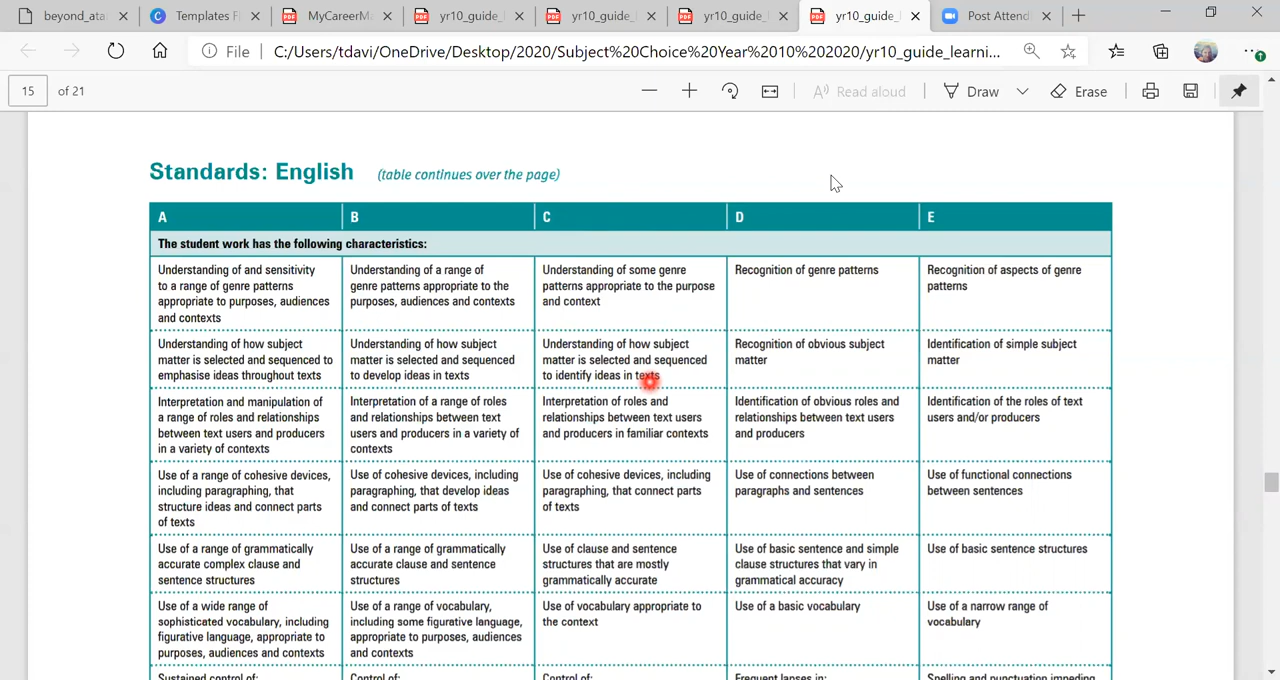 beyond_ata
Templates
MyCareerMa
yr10_guide_
yr10_guide_
yr10_guide_
yr10_guide_
Post Attend
File C:/Users/tdavi/OneDrive/Desktop/2020/Subject%20Choice%20Year%2010%202020/yr10_guide_learni...
15 of 21 Read aloud Draw Erase
Standards: English (table continues over the page)
A B C D E
The student work has the following characteristics:
Understanding of and sensitivity
to a range of genre patterns
appropriate to purposes, audiences
and contexts
Understanding of a range of
genre patterns appropriate to the
purposes, audiences and contexts
Understanding of some genre
patterns appropriate to the purpose
and context
Recognition of genre patterns
Recognition of aspects of genre
patterns
Understanding of how subject
matter is selected and sequenced to
emphasise ideas throughout texts
Understanding of how subject
matter is selected and sequenced
to develop ideas in texts
Understanding of how subject
matter is selected and sequenced
to identify ideas in texts
Recognition of obvious subject
matter
Identification of simple subject
matter
Interpretation and manipulation of
a range of roles and relationships
between text users and producers
in a variety of contexts
Interpretation of a range of roles
and relationships between text
users and producers in a variety of
contexts
Interpretation of roles and
relationships between text users
and producers in familiar contexts
Identification of obvious roles and
relationships between text users
and producers
Identification of the roles of text
users and/or producers
Use of a range of cohesive devices,
including paragraphing, that
structure ideas and connect parts
of texts
Use of cohesive devices, including
paragraphing, that develop ideas
and connect parts of texts
Use of cohesive devices, including
paragraphing, that connect parts
of texts
Use of connections between
paragraphs and sentences
Use of functional connections
between sentences
Use of a range of grammatically
accurate complex clause and
sentence structures
Use of a range of grammatically
accurate clause and sentence
structures
Use of clause and sentence
structures that are mostly
grammatically accurate
Use of basic sentence and simple
clause structures that vary in
grammatical accuracy
Use of basic sentence structures
Use of a wide range of
sophisticated vocabulary, including
figurative language, appropriate to
purposes, audiences and contexts
Use of a range of vocabulary,
including some figurative language,
appropriate to purposes, audiences
and contexts
Use of vocabulary appropriate to
the context
Use of a basic vocabulary
Use of a narrow range of
vocabulary
Sustained control of:
Control of:
Control of:
Frequent lapses in:
Spelling and punctuation impeding